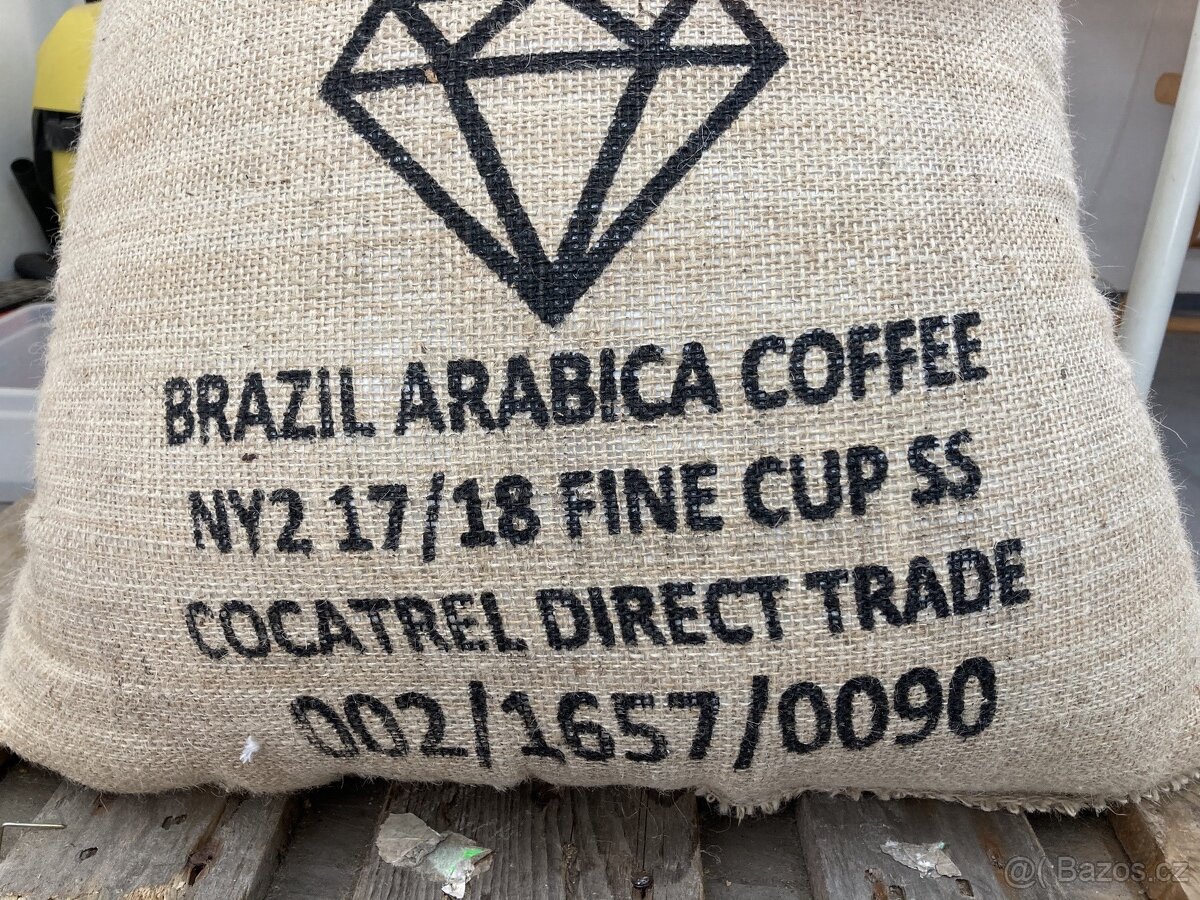 BRAZIL ARABICA COFFEE
NY2 17/18 FINE CUP SS
COCATREL DIRECT TRADE
002/1657/0090
@( Bazos.cz